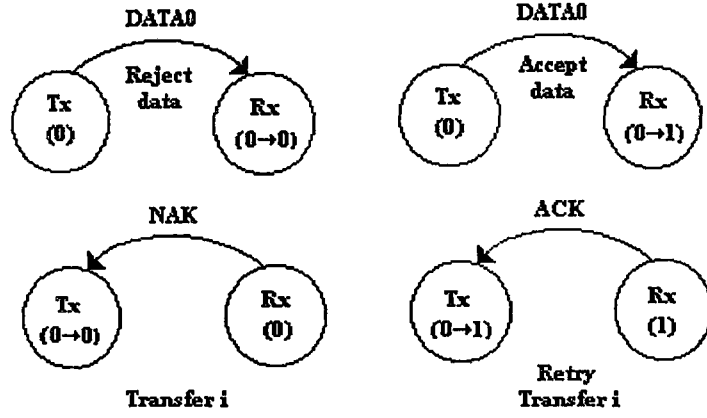 DATA0
Reject
data
Tx
(0)
Rx
(0→0)
NAK
Tx
(0→0)
Rx
(0)
Transfer i
DATA0
Accept
data
Tx
(0)
Rx
(0→1)
ACK
Tx
(0→1)
Rx
(1)
Retry
Transfer i